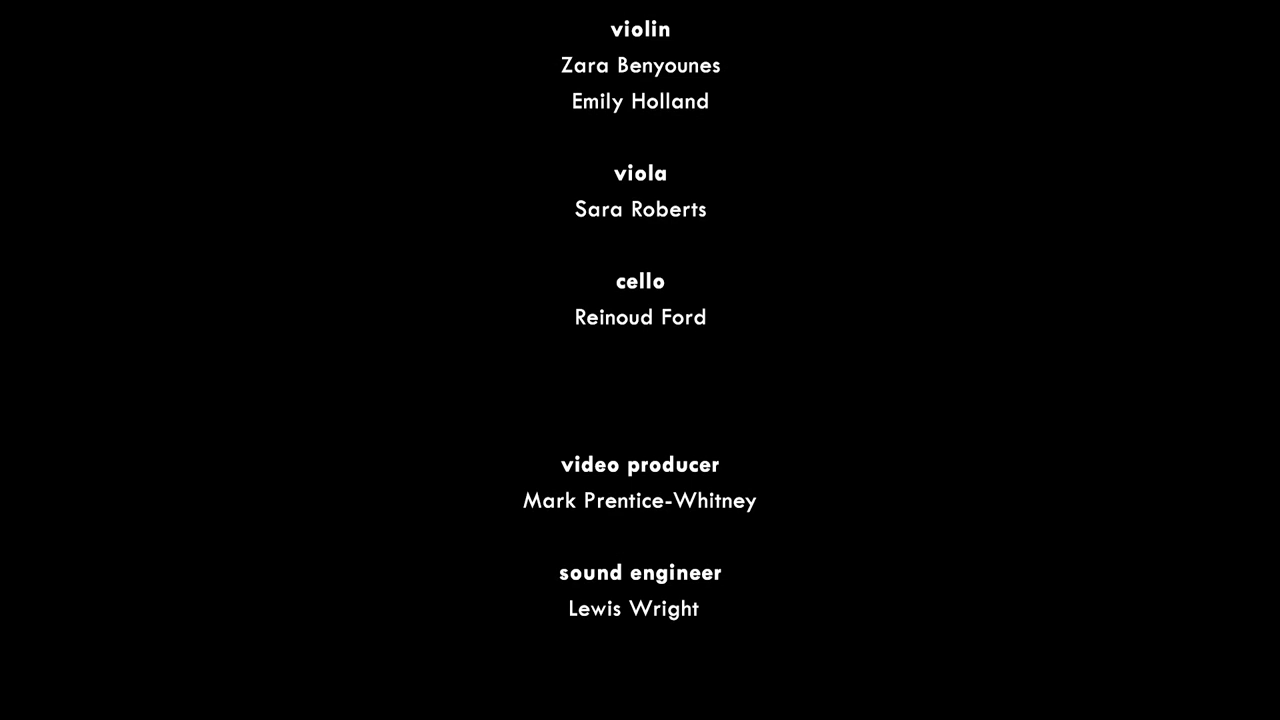 violin
Zara Benyounes
Emily Holland
viola
Sara Roberts
cello
Reinoud Ford
video producer
Mark Prentice-Whitney
sound engineer
Lewis Wright